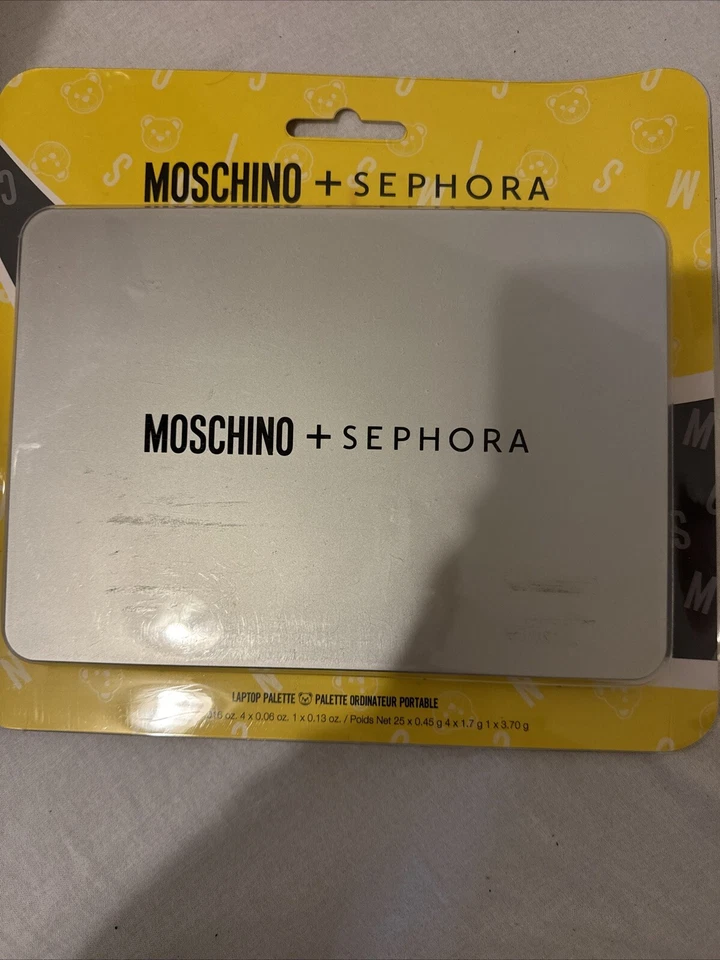 MOSCHINO + SEPHORA
MOSCHINO + SEPHORA
LAPTOP PALETTE PALETTE ORDINATEUR PORTABLE
oz. 4 x 0.06 oz. 1 x 0.13 oz. / Poids Net 25 x 0.45 g 4 x 1.7 g 1 x 3.70 g